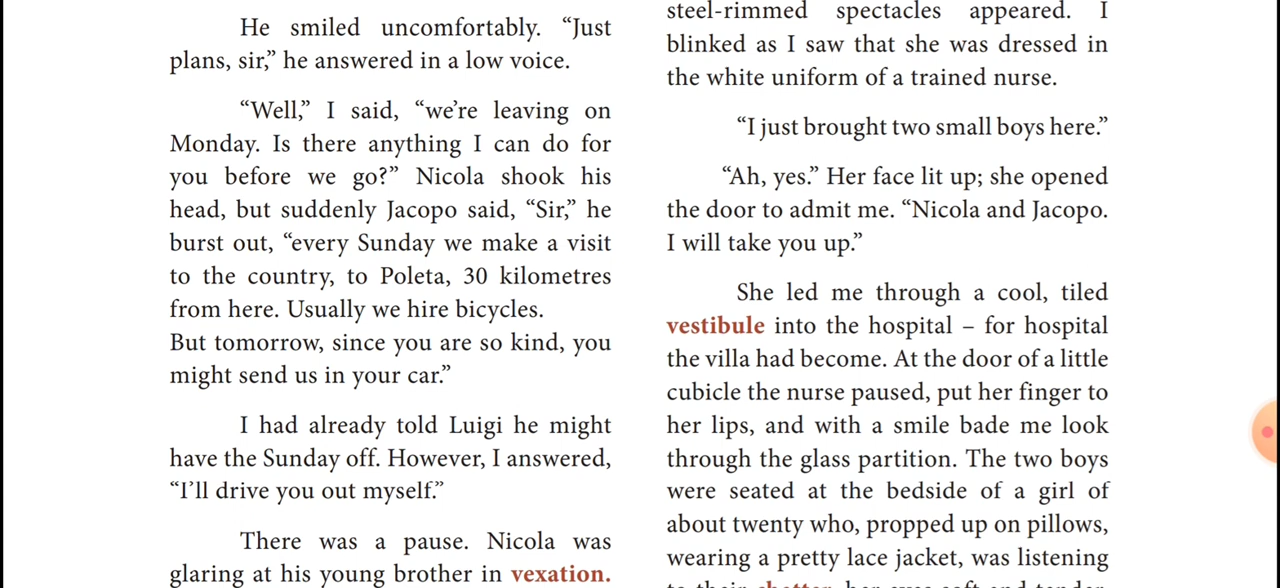 He smiled uncomfortably. “Just
plans, sir,” he answered in a low voice.
“Well,” I said, “we’re leaving on
Monday. Is there anything I can do for
you before we go?” Nicola shook his
head, but suddenly Jacopo said, “Sir,” he
burst out, “every Sunday we make a visit
to the country, to Poleta, 30 kilometres
from here. Usually we hire bicycles.
But tomorrow, since you are so kind, you
might send us in your car.”
I had already told Luigi he might
have the Sunday off. However, I answered,
“I’ll drive you out myself.”
There was a pause. Nicola was
glaring at his young brother in vexation.
steel-rimmed spectacles appeared. I
blinked as I saw that she was dressed in
the white uniform of a trained nurse.
“I just brought two small boys here.”
“Ah, yes.” Her face lit up; she opened
the door to admit me. “Nicola and Jacopo.
I will take you up.”
She led me through a cool, tiled
vestibule into the hospital – for hospital
the villa had become. At the door of a little
cubicle the nurse paused, put her finger to
her lips, and with a smile bade me look
through the glass partition. The two boys
were seated at the bedside of a girl of
about twenty who, propped up on pillows,
wearing a pretty lace jacket, was listening
to their chatter, her eyes soft and tender.